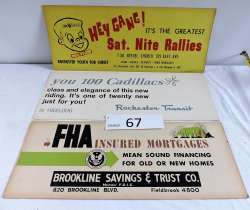 HEY GANG!
IT'S THE GREATEST
Sat. Nite Rallies
you 100 Cadillacs
class and elegance of this new
riding. It's one of twenty new
just for you!
Rochester Transit
67
FHA INSURED MORTGAGES
MEAN SOUND FINANCING
FOR OLD OR NEW HOMES
BROOKLINE SAVINGS & TRUST CO.
820 BROOKLINE BLVD.
Fieldbrook 4800